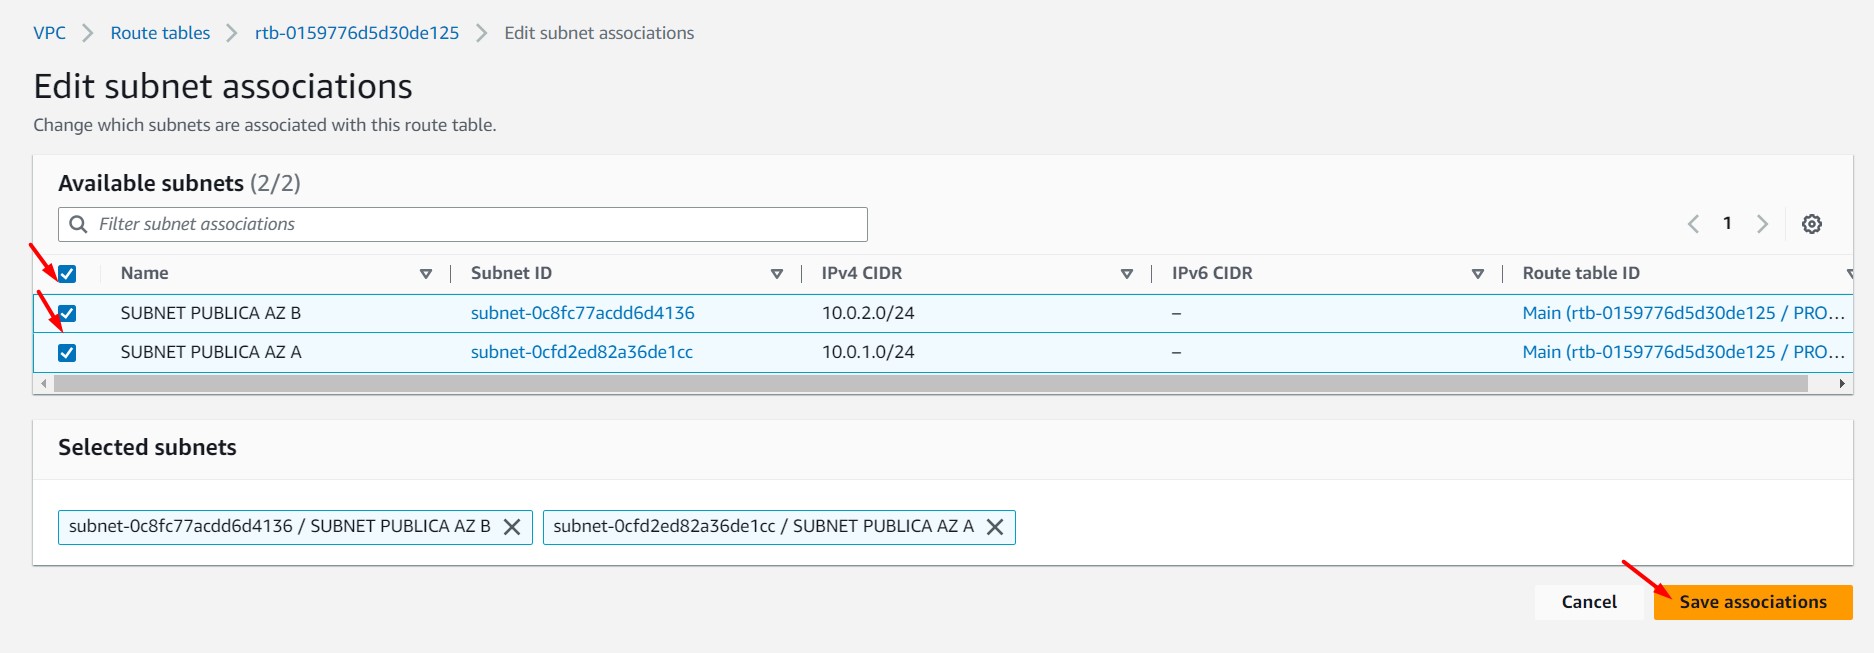 VPC > Route tables > rtb-0159776d5d30de125 > Edit subnet associations
Edit subnet associations
Change which subnets are associated with this route table.
Available subnets (2/2)
Filter subnet associations
1
Name Subnet ID IPv4 CIDR IPv6 CIDR Route table ID
SUBNET PUBLICA AZ B subnet-0c8fc77acdd6d4136 10.0.2.0/24 – Main (rtb-0159776d5d30de125 / PRO...
SUBNET PUBLICA AZ A subnet-0cfd2ed82a36de1cc 10.0.1.0/24 – Main (rtb-0159776d5d30de125 / PRO...
Selected subnets
subnet-0c8fc77acdd6d4136 / SUBNET PUBLICA AZ B subnet-0cfd2ed82a36de1cc / SUBNET PUBLICA AZ A
Cancel Save associations